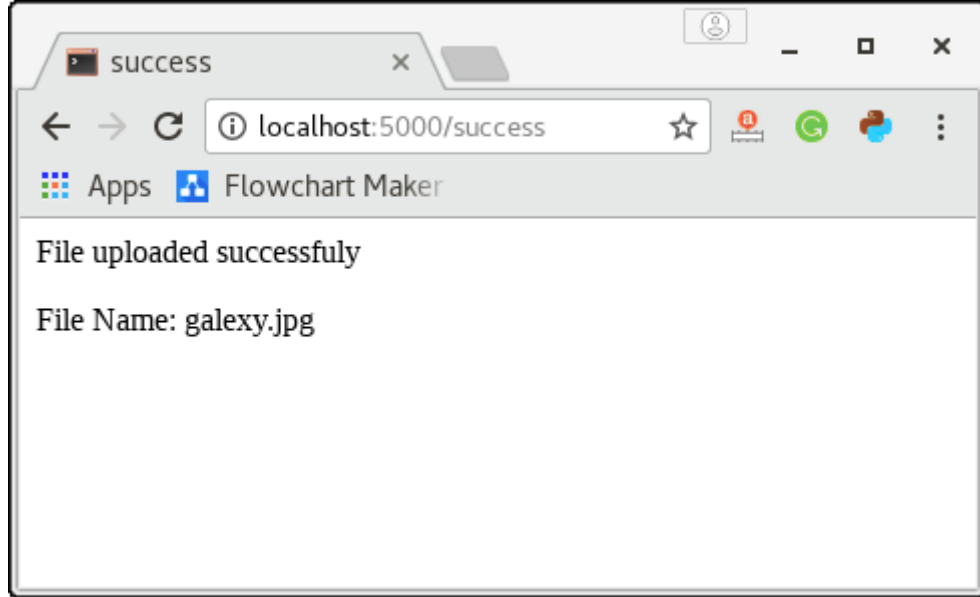 success
localhost:5000/success
Apps Flowchart Maker
File uploaded successfuly
File Name: galexy.jpg